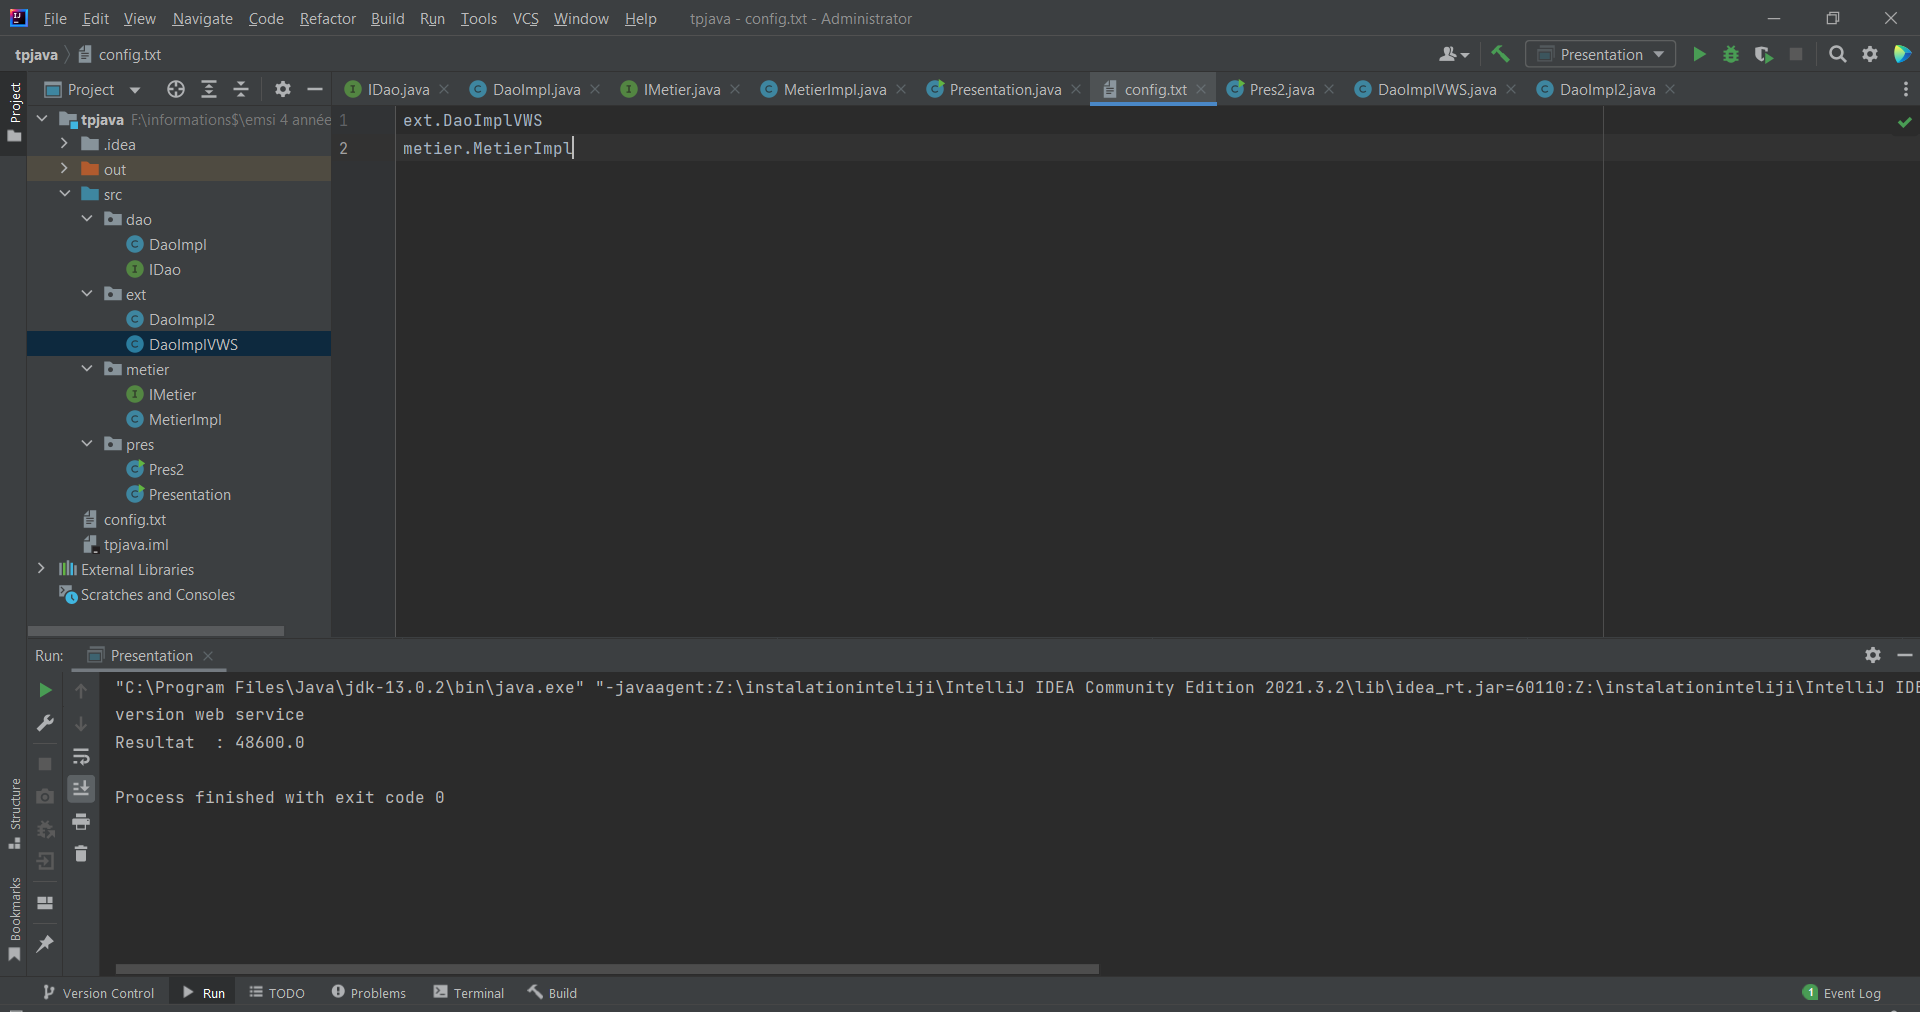 File Edit View Navigate Code Refactor Build Run Tools VCS Window Help tpjava - config.txt - Administrator
tpjava config.txt Presentation
Project IDao.java DaoImpl.java IMetier.java MetierImpl.java Presentation.java config.txt Pres2.java DaoImplVWS.java DaoImpl2.java
Project
tpjava F:\informations$\emsi 4 année
.idea
out
src
dao
DaoImpl
IDao
ext
DaoImpl2
DaoImplVWS
metier
IMetier
MetierImpl
pres
Pres2
Presentation
config.txt
tpjava.iml
External Libraries
Scratches and Consoles
1 ext.DaoImplVWS
2 metier.MetierImpl
Run: Presentation
"C:\Program Files\Java\jdk-13.0.2\bin\java.exe" "-javaagent:Z:\instalationinteliji\IntelliJ IDEA Community Edition 2021.3.2\lib\idea_rt.jar=60110:Z:\instalationinteliji\IntelliJ IDE
version web service
Resultat  : 48600.0
Process finished with exit code 0
Structure
Bookmarks
Version Control Run TODO Problems Terminal Build 1 Event Log